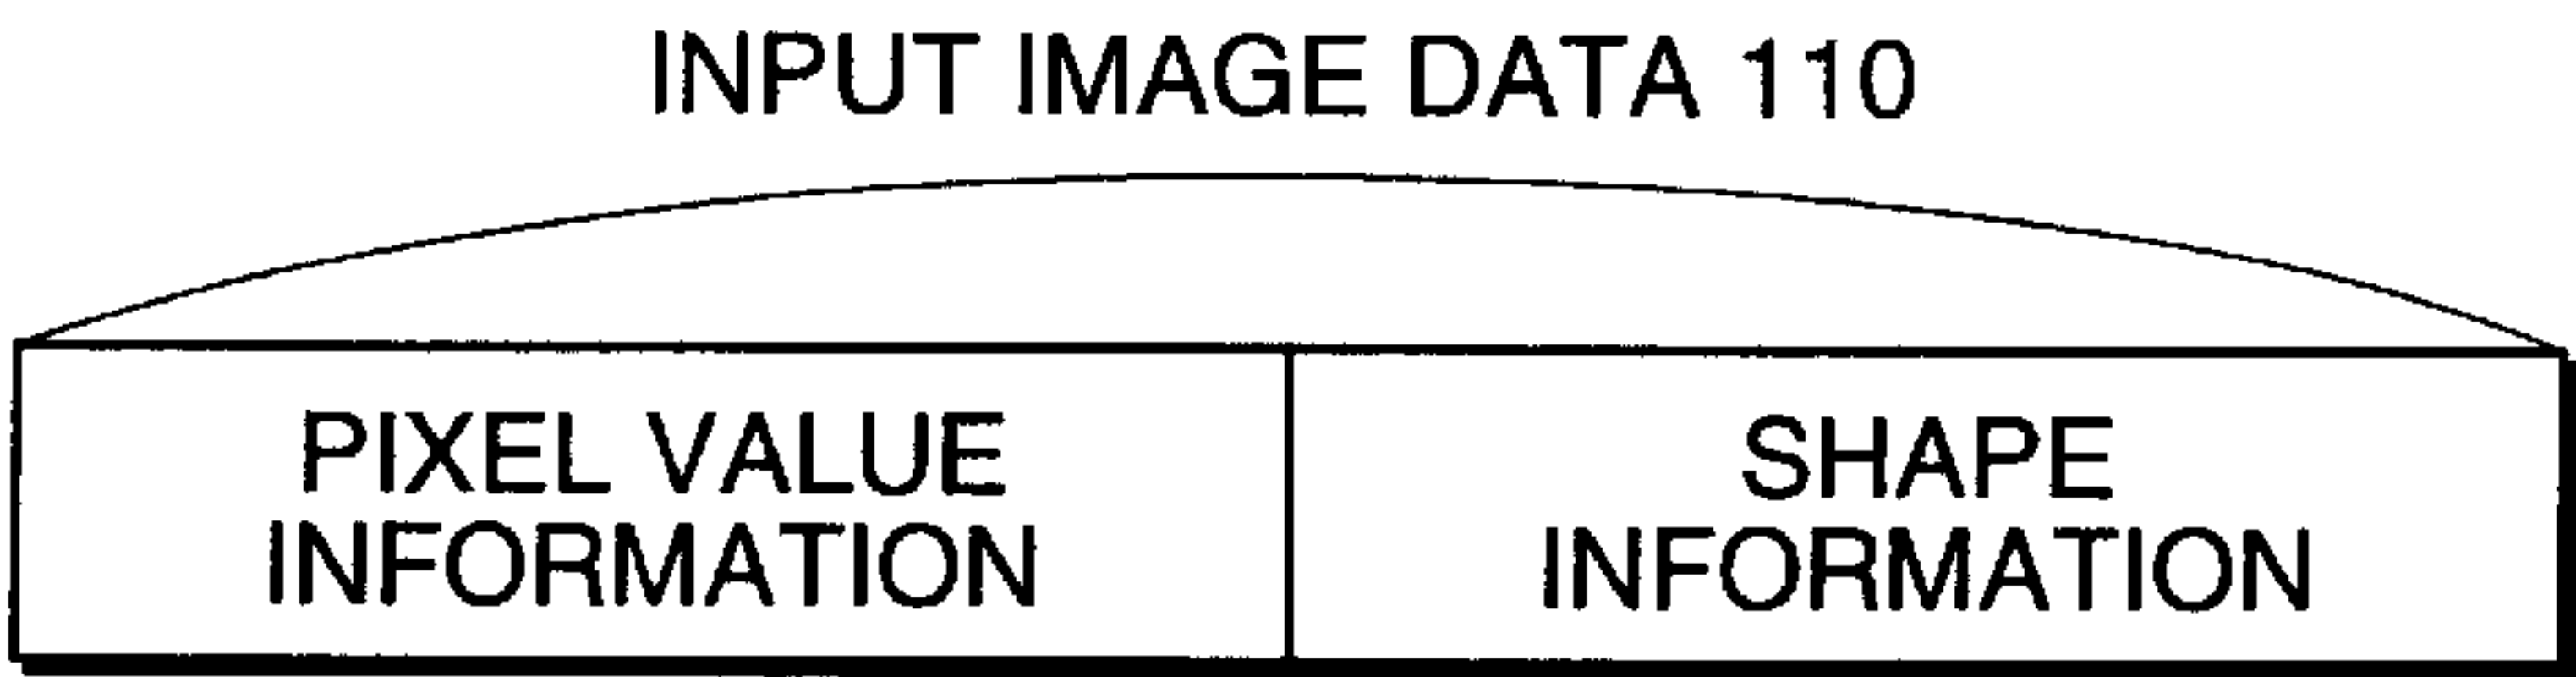 INPUT IMAGE DATA 110
PIXEL VALUE
INFORMATION
SHAPE
INFORMATION